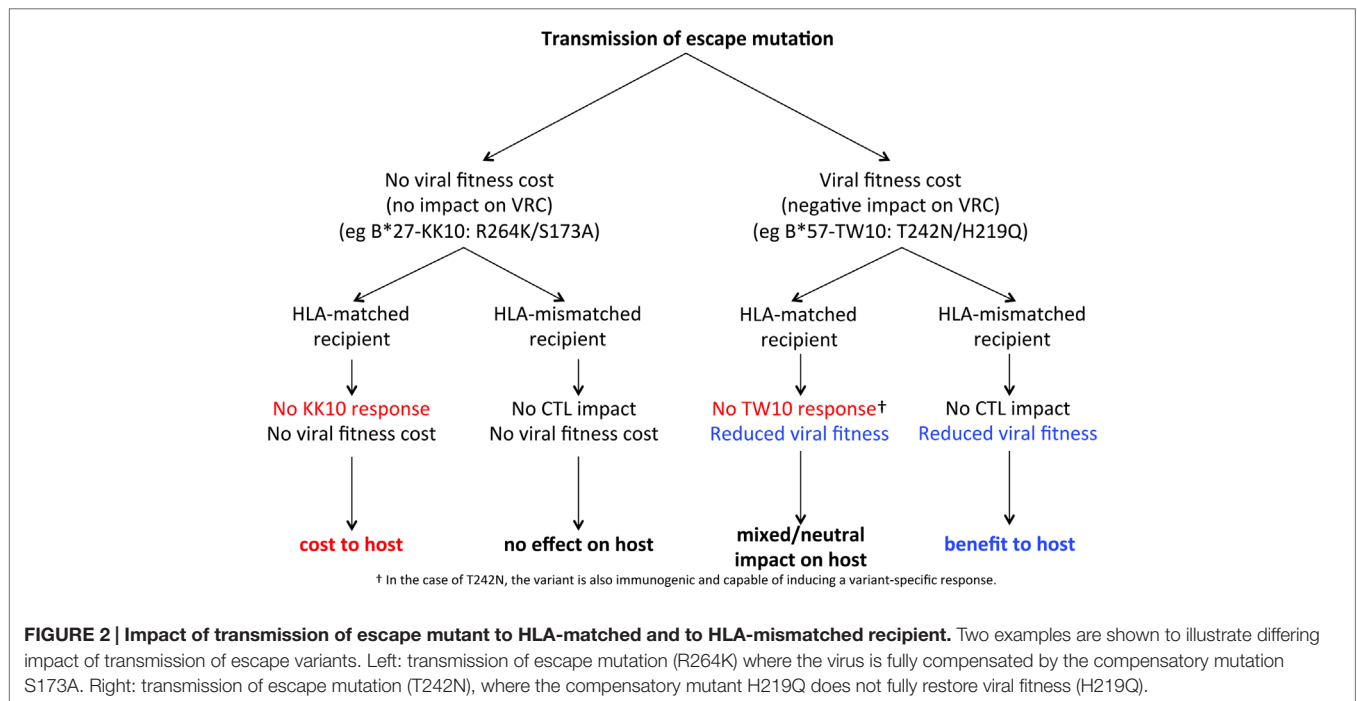 Transmission of escape mutation
No viral fitness cost
(no impact on VRC)
(eg B*27-KK10: R264K/S173A)
Viral fitness cost
(negative impact on VRC)
(eg B*57-TW10: T242N/H219Q)
HLA-matched
recipient
HLA-mismatched
recipient
HLA-matched
recipient
HLA-mismatched
recipient
No KK10 response
No viral fitness cost
No CTL impact
No viral fitness cost
No TW10 response†
Reduced viral fitness
No CTL impact
Reduced viral fitness
cost to host
no effect on host
mixed/neutral
impact on host
benefit to host
† In the case of T242N, the variant is also immunogenic and capable of inducing a variant-specific response.
FIGURE 2 | Impact of transmission of escape mutant to HLA-matched and to HLA-mismatched recipient. Two examples are shown to illustrate differing
impact of transmission of escape variants. Left: transmission of escape mutation (R264K) where the virus is fully compensated by the compensatory mutation
S173A. Right: transmission of escape mutation (T242N), where the compensatory mutant H219Q does not fully restore viral fitness (H219Q).